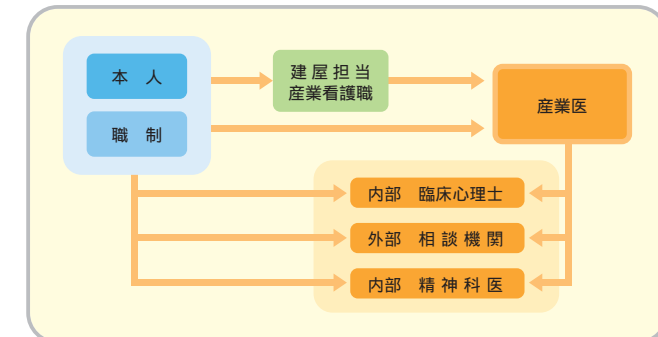 本 人
建屋担当
産業看護職
産業医
職 制
内部 臨床心理士
外部 相談機関
内部 精神科医